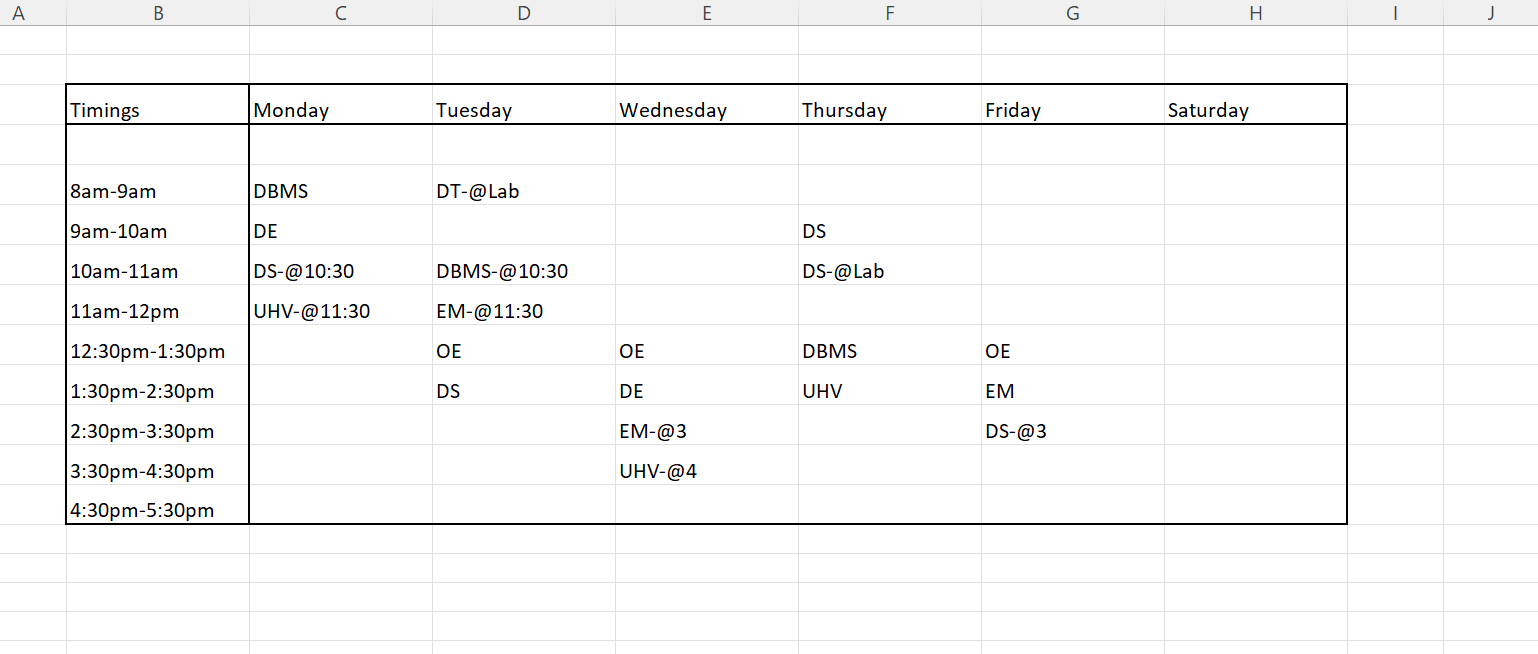 A B C D E F G H I J
Timings Monday Tuesday Wednesday Thursday Friday Saturday
8am-9am DBMS DT-@Lab
9am-10am DE DS
10am-11am DS-@10:30 DBMS-@10:30 DS-@Lab
11am-12pm UHV-@11:30 EM-@11:30
12:30pm-1:30pm OE OE DBMS OE
1:30pm-2:30pm DS DE UHV EM
2:30pm-3:30pm EM-@3 DS-@3
3:30pm-4:30pm UHV-@4
4:30pm-5:30pm